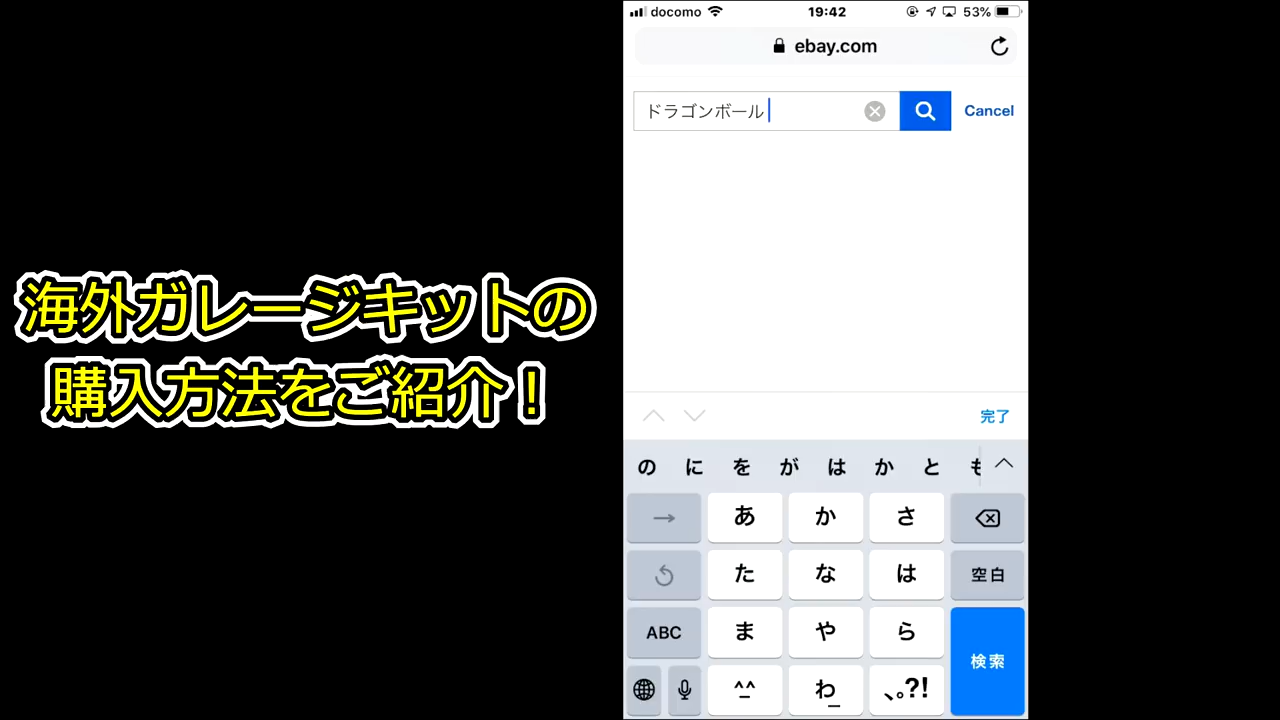 海外ガレージキットの
購入方法をご紹介！
docomo 19:42 53%
ebay.com
ドラゴンボール Cancel
完了
の に を が は か と も
→ あ か さ
た な は 空白
ABC ま や ら 検索
^^ わ 、。?!